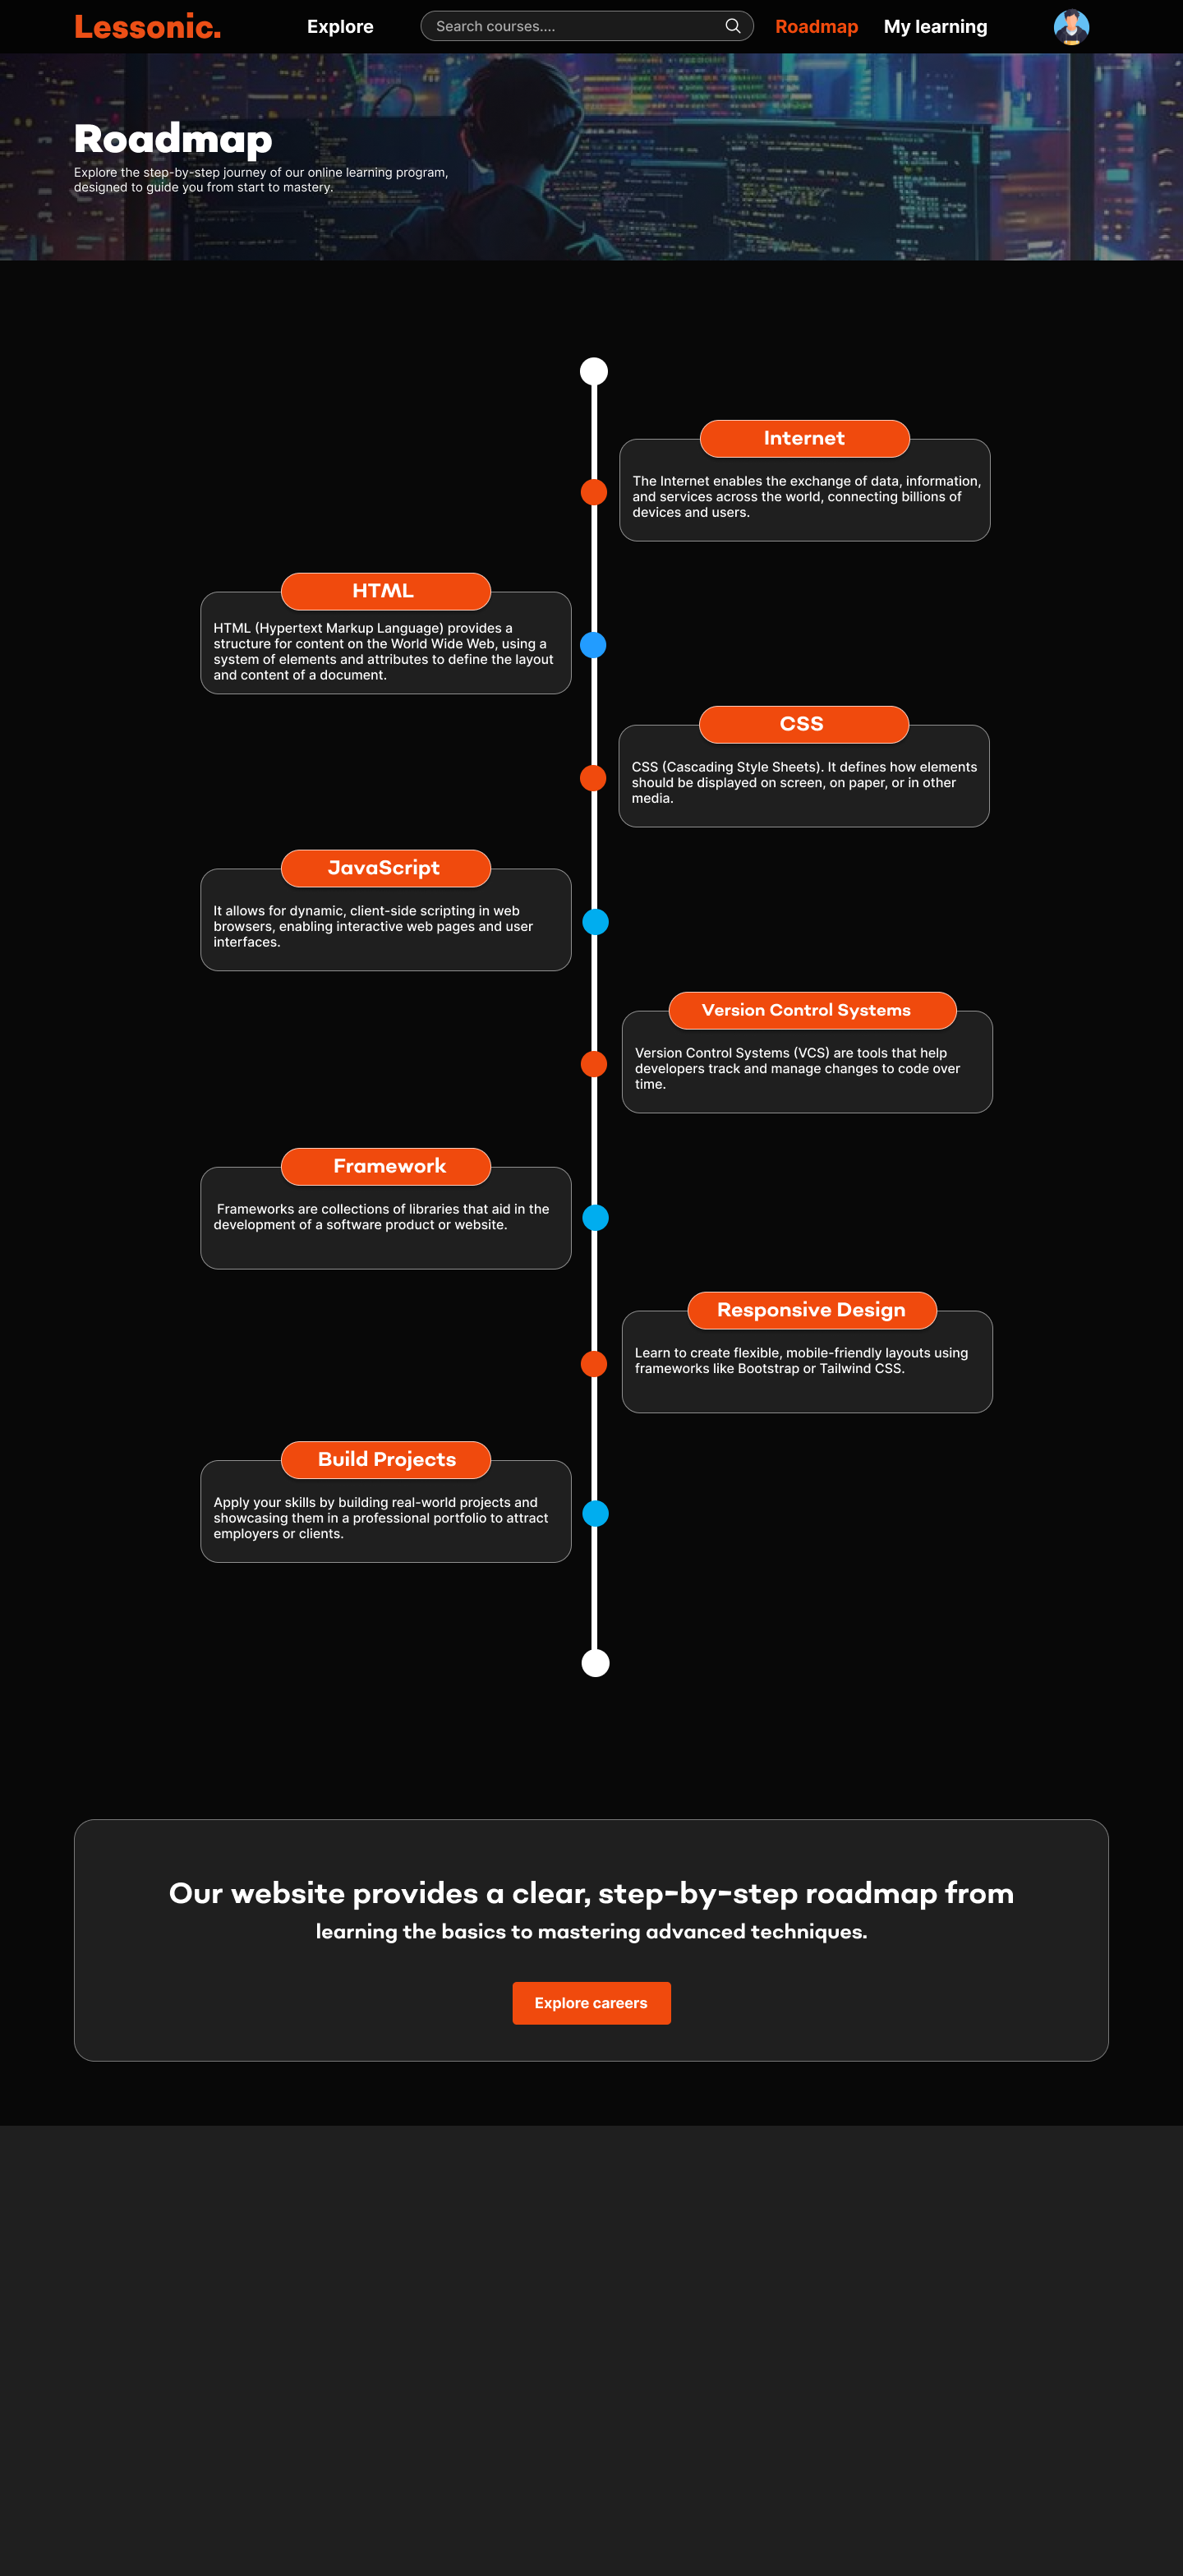 Lessonic.
Explore
Search courses....
Roadmap
My learning
Roadmap
Explore the step-by-step journey of our online learning program,
designed to guide you from start to mastery.
Internet
The Internet enables the exchange of data, information,
and services across the world, connecting billions of
devices and users.
HTML
HTML (Hypertext Markup Language) provides a
structure for content on the World Wide Web, using a
system of elements and attributes to define the layout
and content of a document.
CSS
CSS (Cascading Style Sheets). It defines how elements
should be displayed on screen, on paper, or in other
media.
JavaScript
It allows for dynamic, client-side scripting in web
browsers, enabling interactive web pages and user
interfaces.
Version Control Systems
Version Control Systems (VCS) are tools that help
developers track and manage changes to code over
time.
Framework
Frameworks are collections of libraries that aid in the
development of a software product or website.
Responsive Design
Learn to create flexible, mobile-friendly layouts using
frameworks like Bootstrap or Tailwind CSS.
Build Projects
Apply your skills by building real-world projects and
showcasing them in a professional portfolio to attract
employers or clients.
Our website provides a clear, step-by-step roadmap from
learning the basics to mastering advanced techniques.
Explore careers